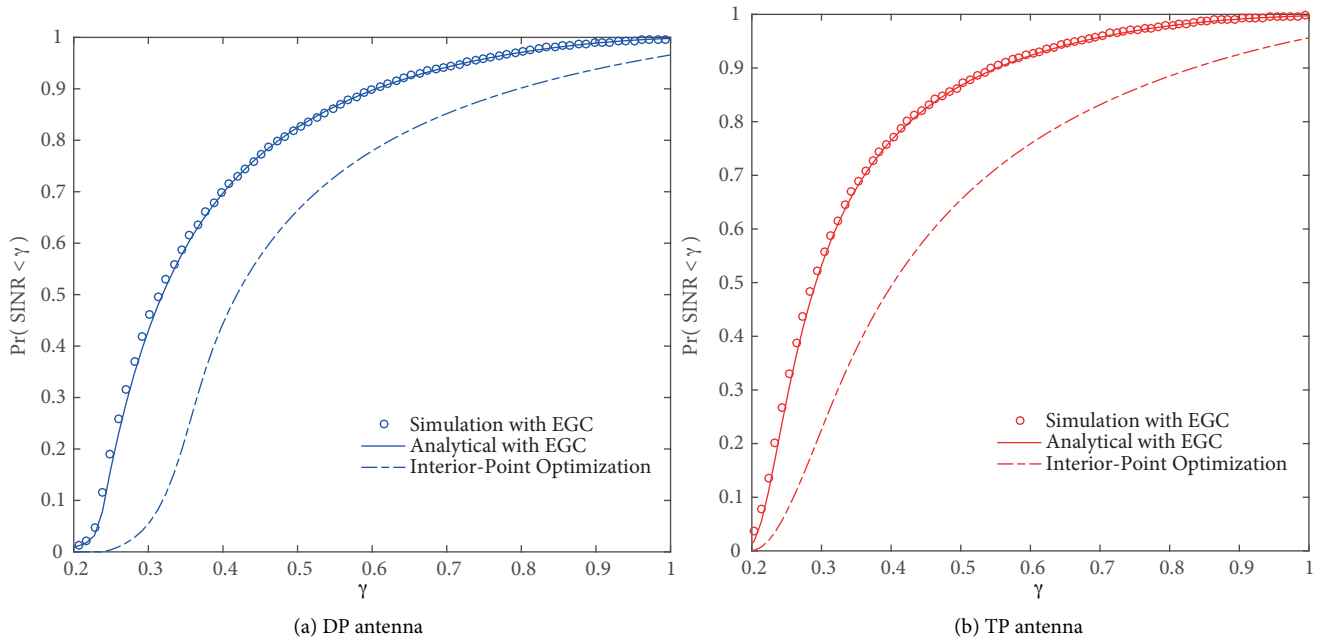 1
0.9
0.8
0.7
0.6
0.5
0.4
0.3
0.2
0.1
0
Pr( SINR < γ )
Simulation with EGC
Analytical with EGC
Interior-Point Optimization
0.2 0.3 0.4 0.5 0.6 0.7 0.8 0.9 1
γ
(a) DP antenna
1
0.9
0.8
0.7
0.6
0.5
0.4
0.3
0.2
0.1
0
Pr( SINR < γ )
Simulation with EGC
Analytical with EGC
Interior-Point Optimization
0.2 0.3 0.4 0.5 0.6 0.7 0.8 0.9 1
γ
(b) TP antenna